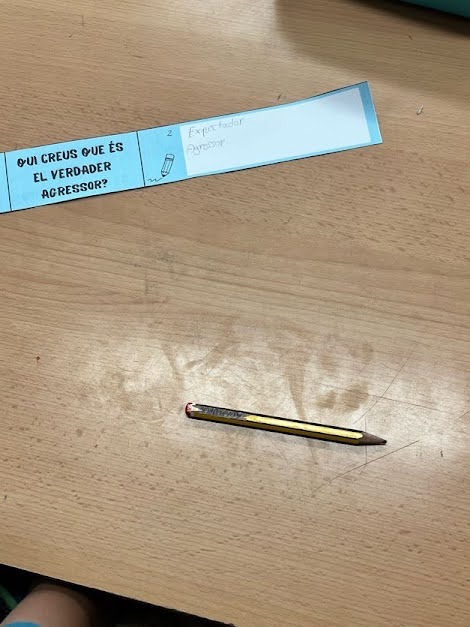 QUI CREUS QUE ÉS
EL VERDADER
AGRESSOR?
2
Expectador
Agressor